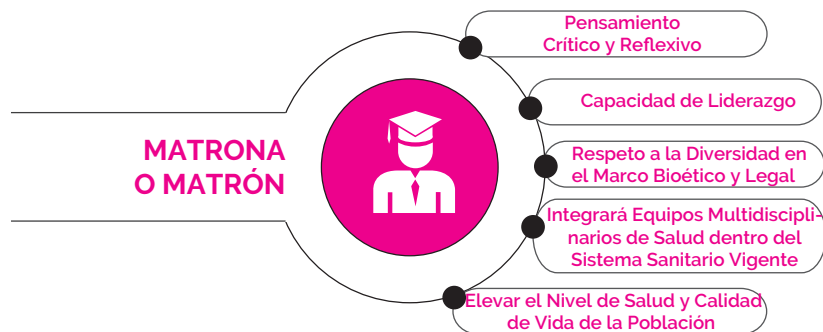 MATRONA
O MATRÓN
Pensamiento
Crítico y Reflexivo
Capacidad de Liderazgo
Respeto a la Diversidad en
el Marco Bioético y Legal
Integrará Equipos Multidiscipli-
narios de Salud dentro del
Sistema Sanitario Vigente
Elevar el Nivel de Salud y Calidad
de Vida de la Población